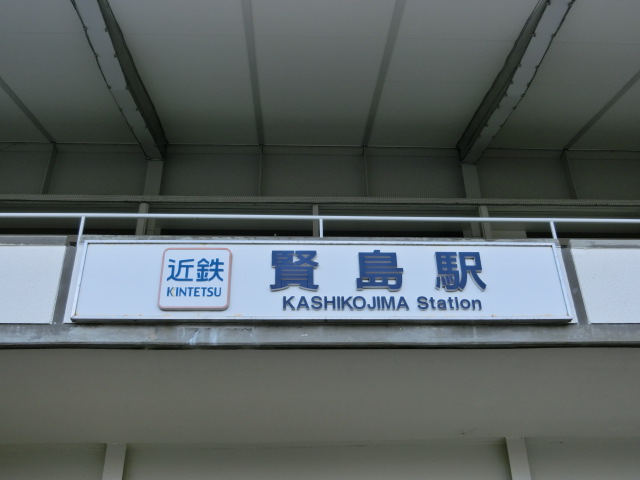 近鉄
KINTETSU
賢島駅
KASHIKOJIMA Station